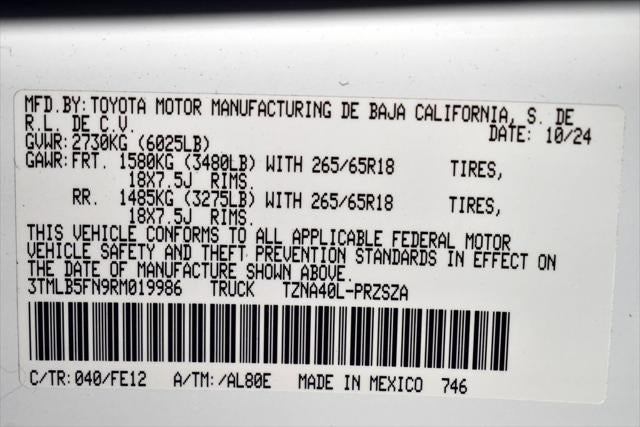 MFD.BY:TOYOTA MOTOR MANUFACTURING DE BAJA CALIFORNIA, S. DE
R.L. DE C.V. DATE: 10/24
GVWR:2730KG (6025LB)
GAWR:FRT. 1580KG (3480LB) WITH 265/65R18 TIRES,
18X7.5J RIMS.
RR. 1485KG (3275LB) WITH 265/65R18 TIRES,
18X7.5J RIMS.
THIS VEHICLE CONFORMS TO ALL APPLICABLE FEDERAL MOTOR
VEHICLE SAFETY AND THEFT PREVENTION STANDARDS IN EFFECT ON
THE DATE OF MANUFACTURE SHOWN ABOVE.
3TMLB5FN9RM019986 TRUCK TZNA40L-PRZSZA
C/TR:040/FE12 A/TM:/AL80E MADE IN MEXICO 746